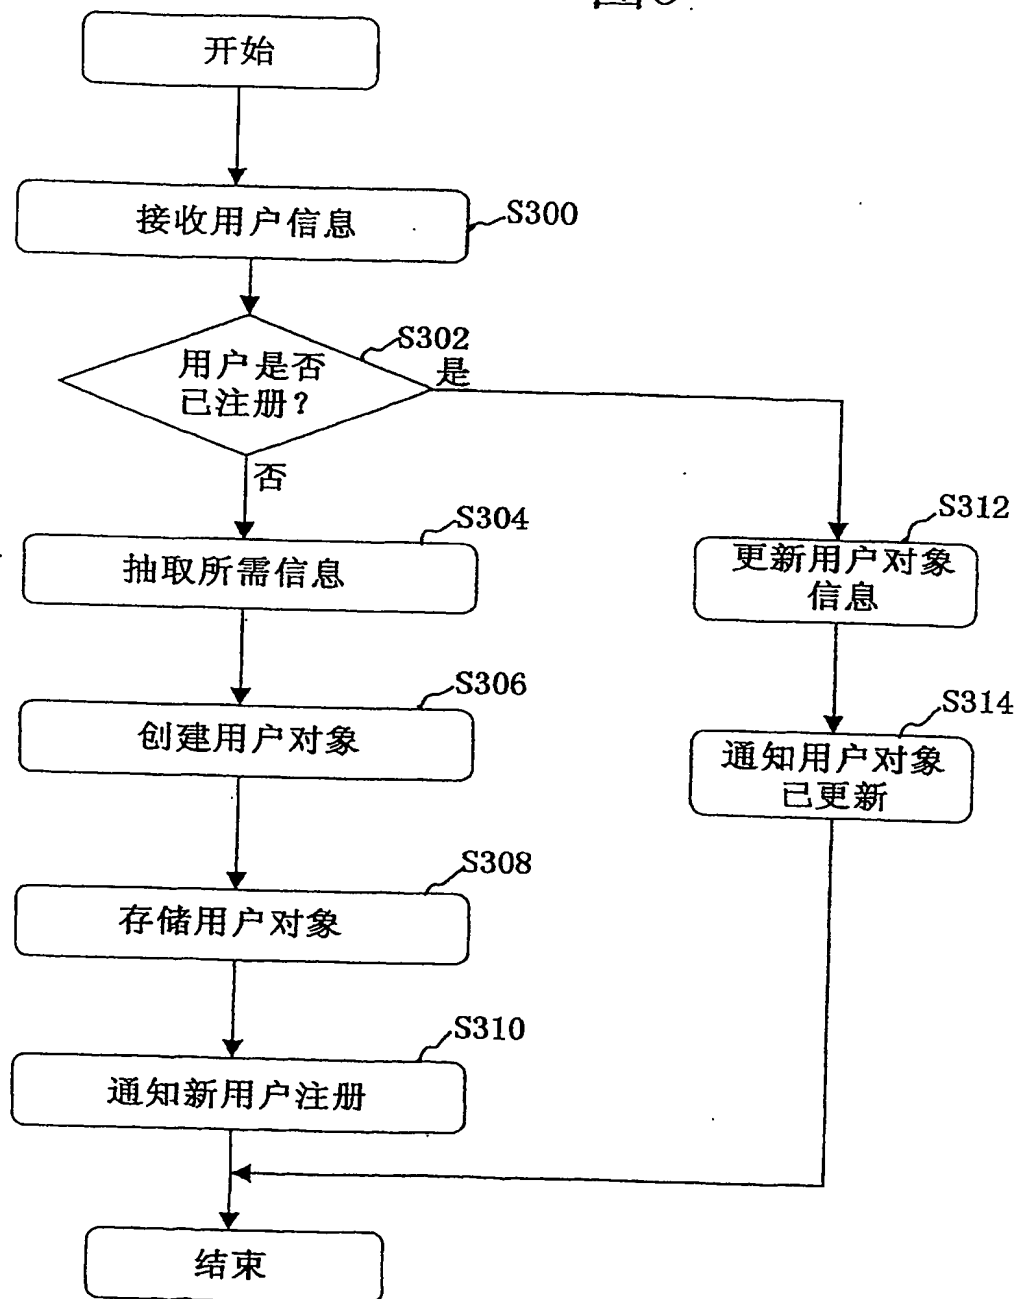 开始
接收用户信息
S300
S302
用户是否
已注册？
是
否
S304
抽取所需信息
S312
更新用户对象
信息
S306
创建用户对象
S314
通知用户对象
已更新
S308
存储用户对象
S310
通知新用户注册
结束